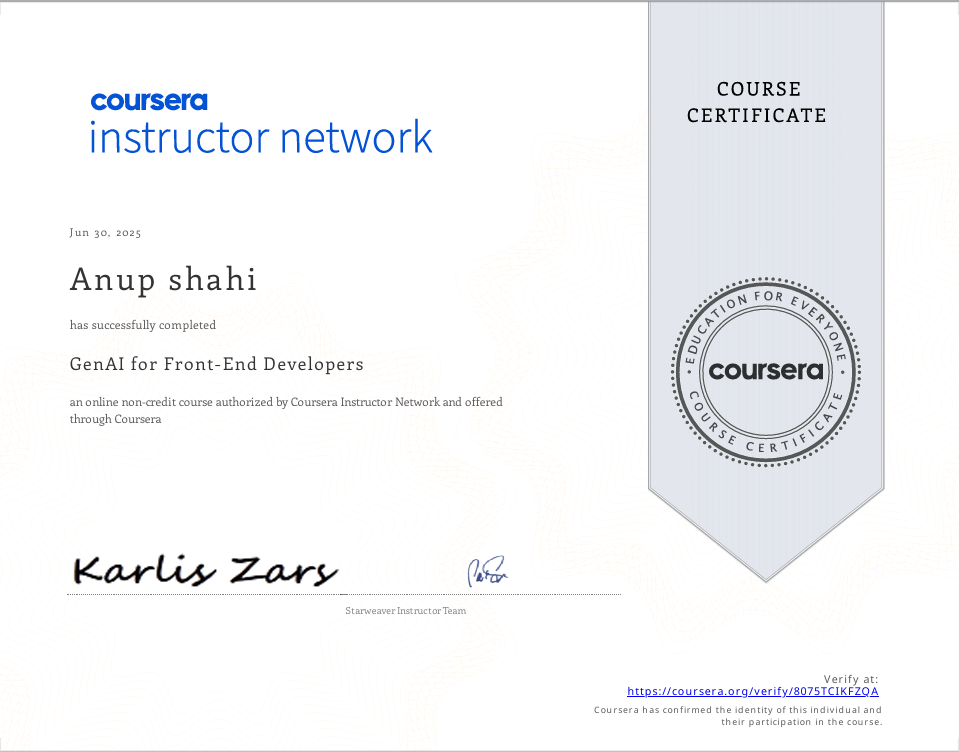 coursera
instructor network
COURSE
CERTIFICATE
Jun 30, 2025
Anup shahi
has successfully completed
GenAI for Front-End Developers
an online non-credit course authorized by Coursera Instructor Network and offered
through Coursera
EDUCATION FOR EVERYONE
coursera
COURSE CERTIFICATE
Karlis Zars
Starweaver Instructor Team
Verify at:
https://coursera.org/verify/8075TCIKFZQA
Coursera has confirmed the identity of this individual and
their participation in the course.